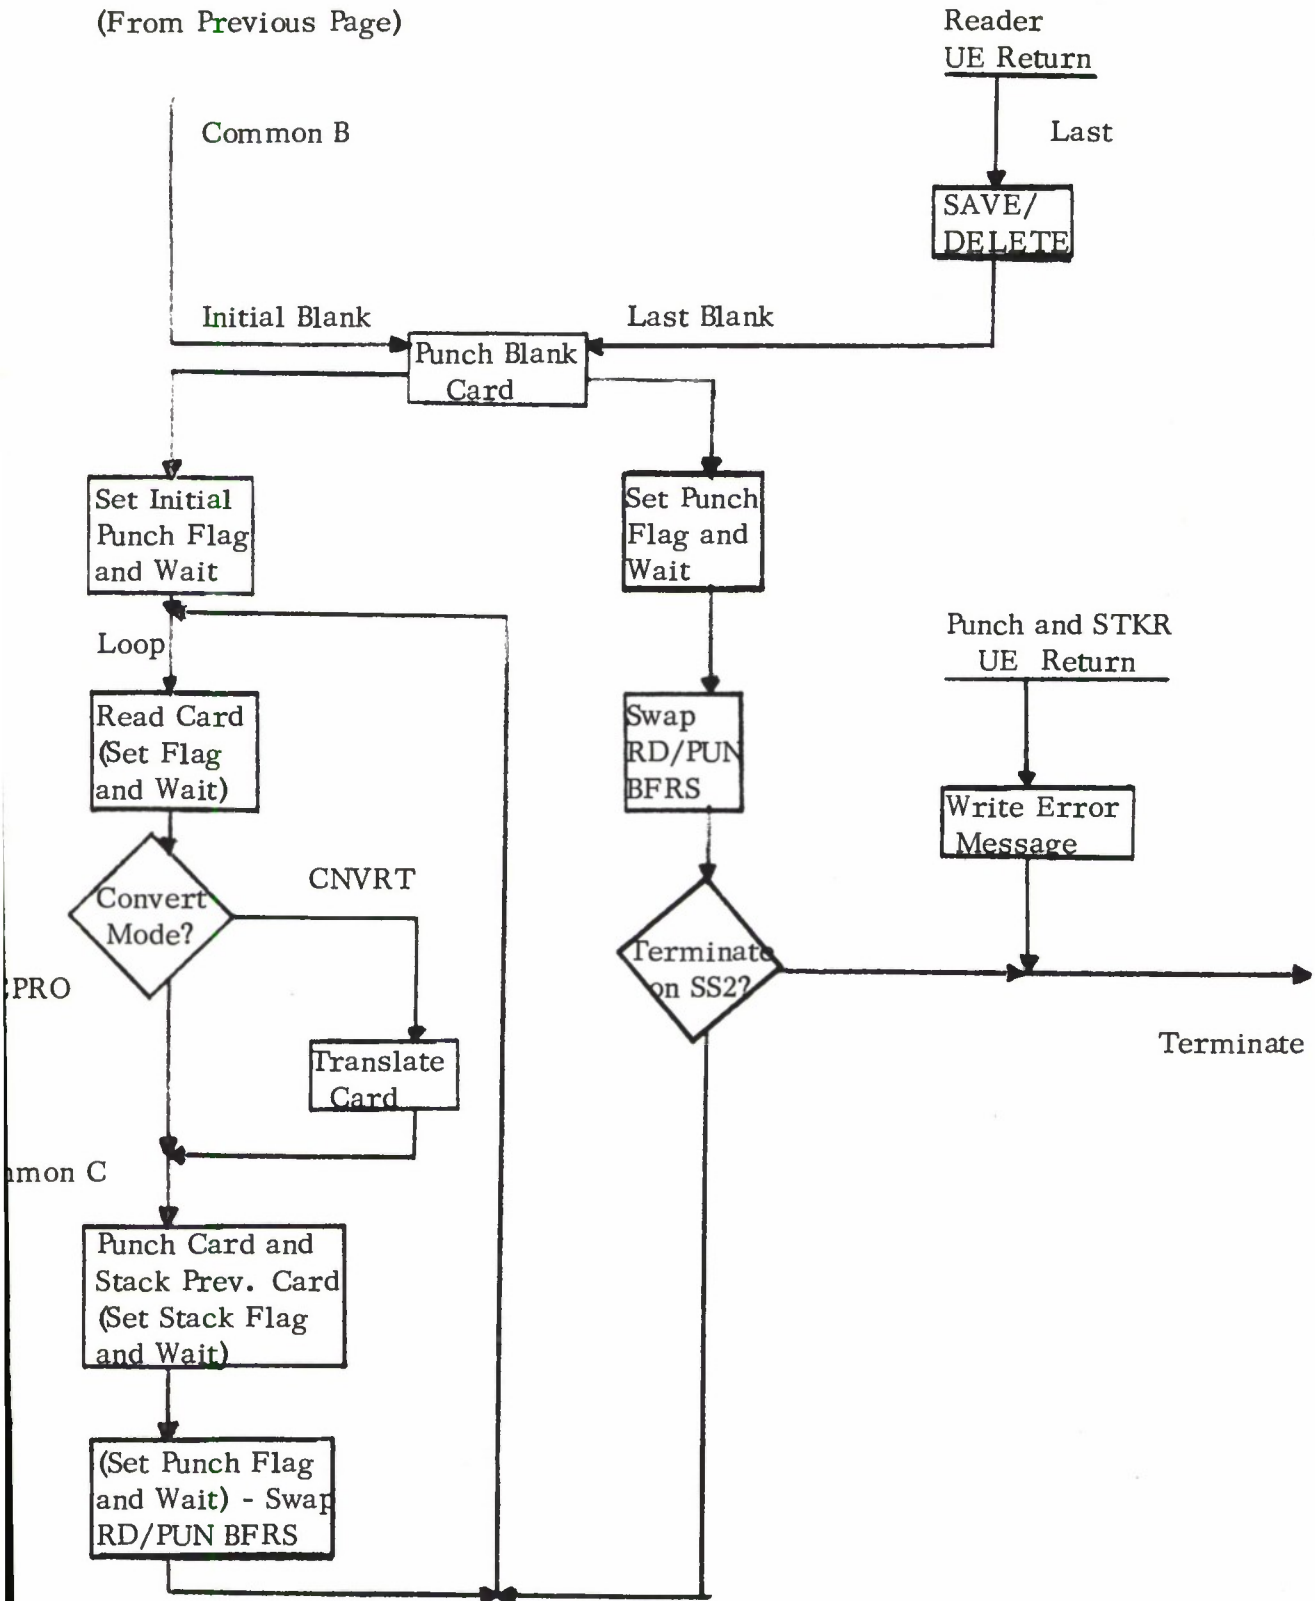 (From Previous Page)
Reader
UE Return
Common B
Last
SAVE/
DELETE
Initial Blank
Last Blank
Punch Blank
Card
Set Initial
Punch Flag
and Wait
Set Punch
Flag and
Wait
Loop
Punch and STKR
UE Return
Read Card
(Set Flag
and Wait)
Swap
RD/PUN
BFRS
Write Error
Message
Convert
Mode?
CNVRT
Terminate
on SS2?
PRO
Terminate
Translate
Card
mmon C
Punch Card and
Stack Prev. Card
(Set Stack Flag
and Wait)
(Set Punch Flag
and Wait) - Swap
RD/PUN BFRS